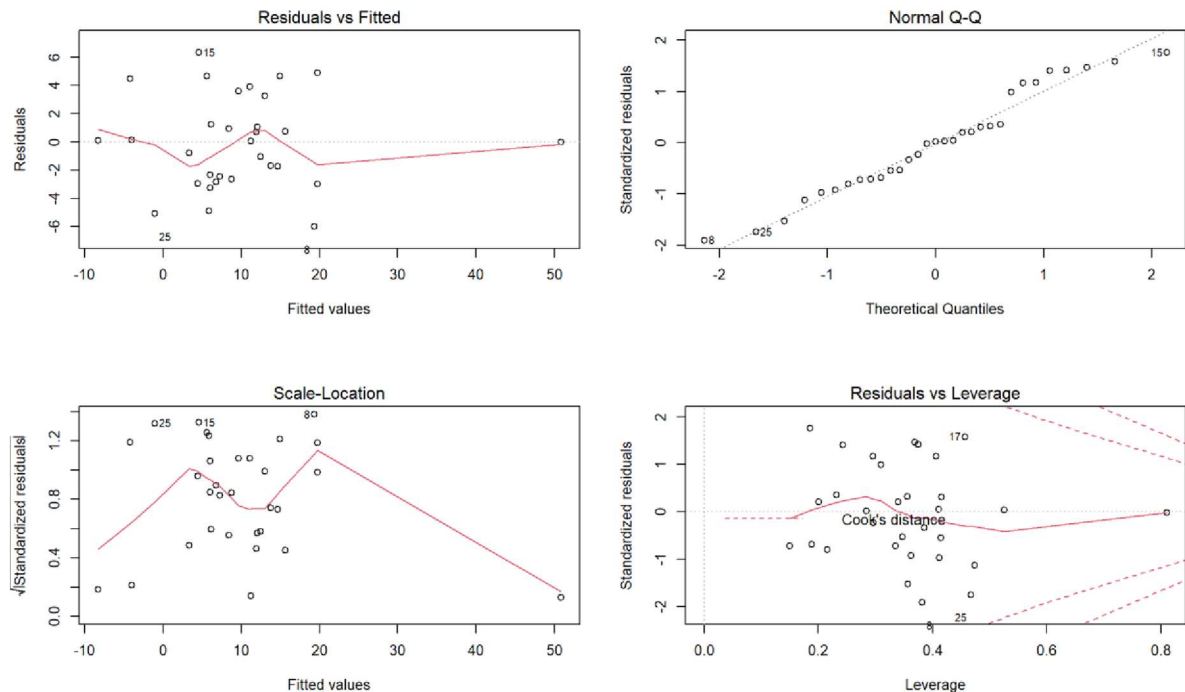 Residuals vs Fitted
Residuals
6
4
2
0
-2
-4
-6
15
25
8
-10 0 10 20 30 40 50
Fitted values
Normal Q-Q
Standardized residuals
2
1
0
-1
-2
15
25
8
-2 -1 0 1 2
Theoretical Quantiles
Scale-Location
√|Standardized residuals|
1.2
0.8
0.4
0.0
25
15
8
-10 0 10 20 30 40 50
Fitted values
Residuals vs Leverage
Standardized residuals
2
1
0
-1
-2
17
Cook's distance
25
8
0.0 0.2 0.4 0.6 0.8
Leverage